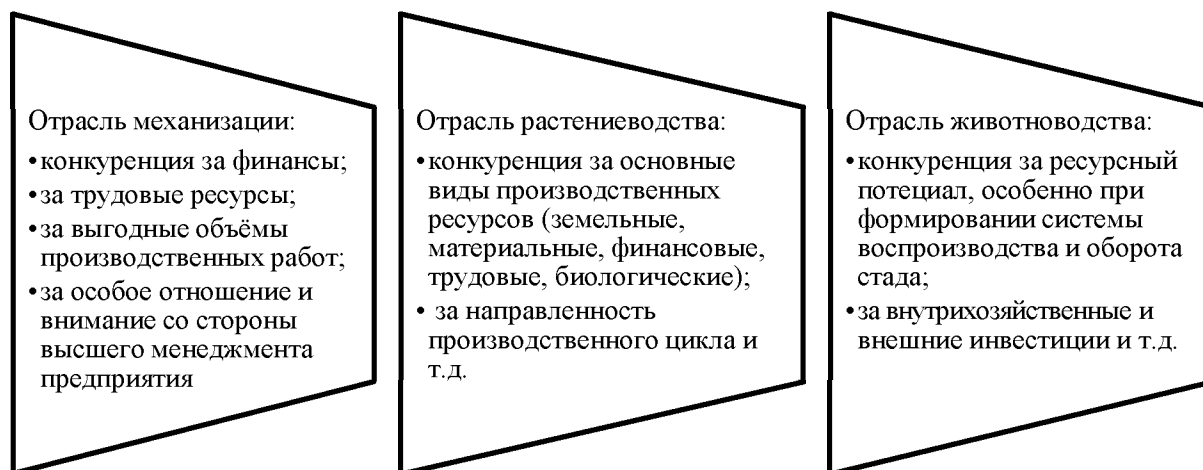 Отрасль механизации:
•конкуренция за финансы;
•за трудовые ресурсы;
•за выгодные объёмы
производственных работ;
•за особое отношение и
внимание со стороны
высшего менеджмента
предприятия
Отрасль растениеводства:
•конкуренция за основные
виды производственных
ресурсов (земельные,
материальные, финансовые,
трудовые, биологические);
• за направленность
производственного цикла и
т.д.
Отрасль животноводства:
•конкуренция за ресурсный
потециал, особенно при
формировании системы
воспроизводства и оборота
стада;
•за внутрихозяйственные и
внешние инвестиции и т.д.